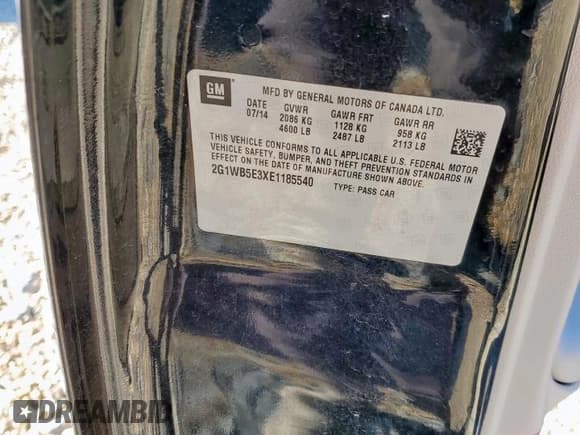 GM
MFD BY GENERAL MOTORS OF CANADA LTD.
DATE GVWR GAWR FRT GAWR RR
07/14 2086 KG 1128 KG 958 KG
4600 LB 2487 LB 2113 LB
THIS VEHICLE CONFORMS TO ALL APPLICABLE U.S. FEDERAL MOTOR
VEHICLE SAFETY, BUMPER, AND THEFT PREVENTION STANDARDS IN
EFFECT ON THE DATE OF MANUFACTURE SHOWN ABOVE.
2G1WB5E3XE1185540 TYPE: PASS CAR
DREAMBID